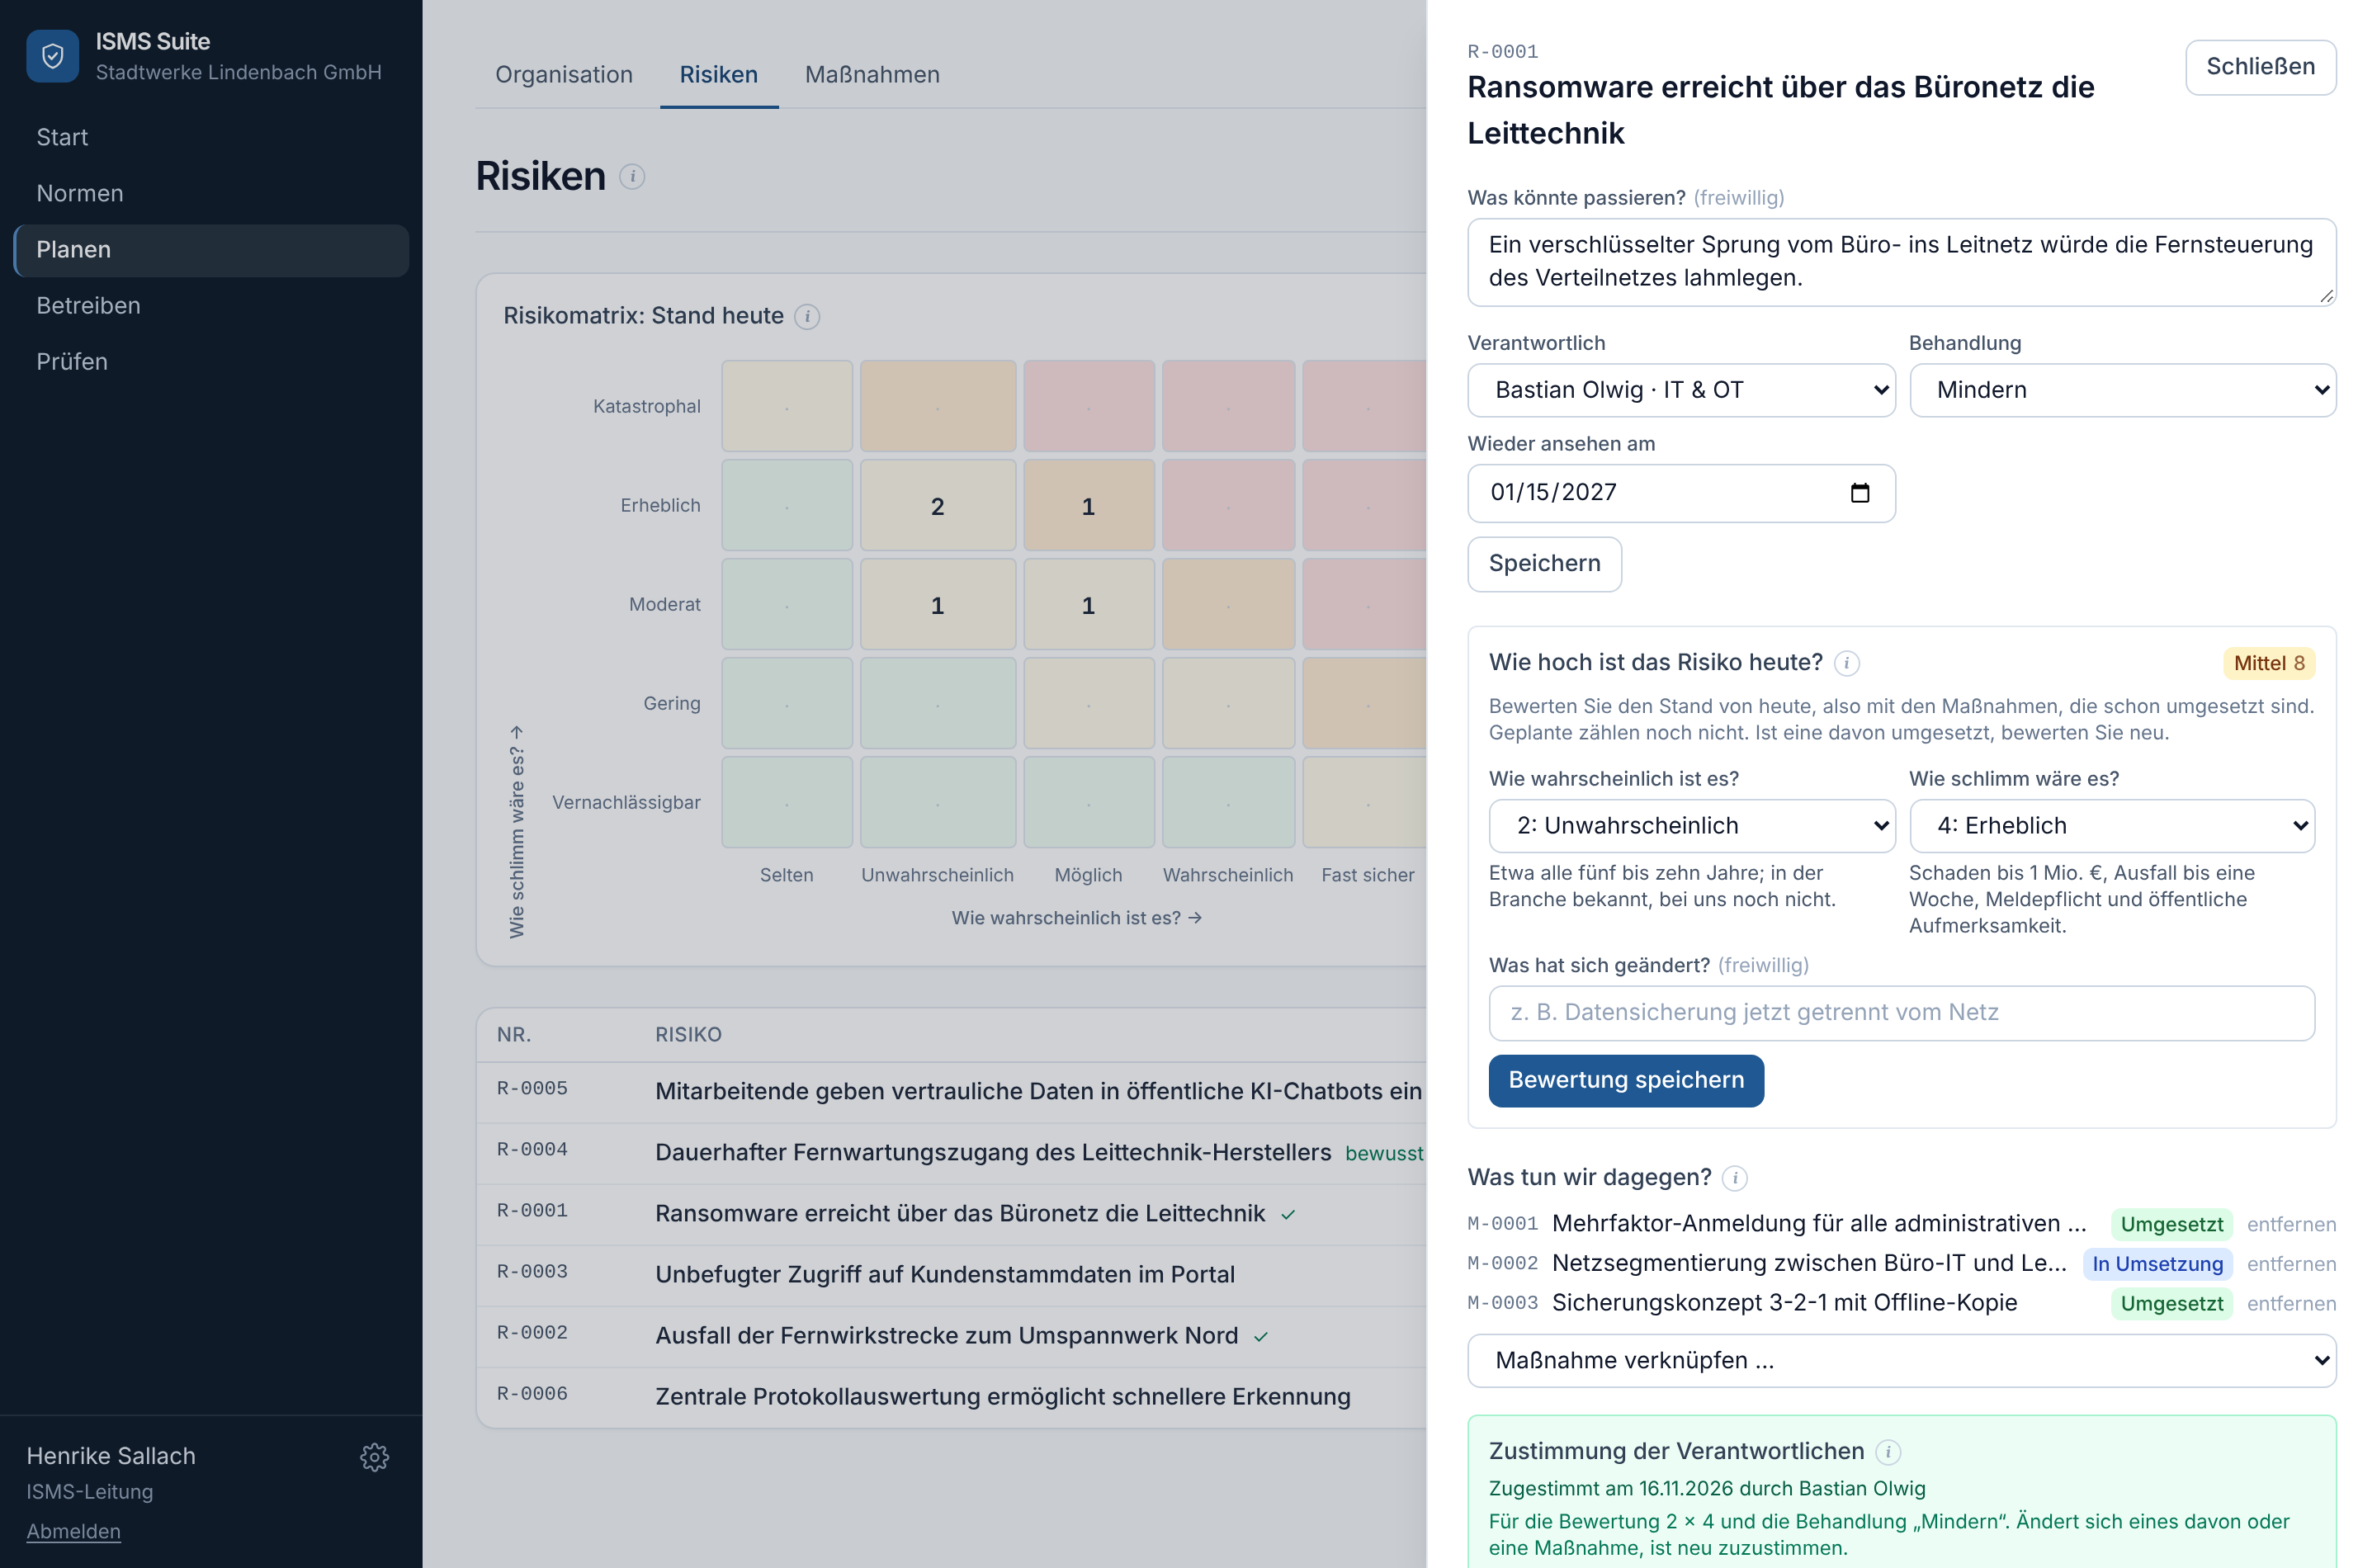 ISMS Suite
Stadtwerke Lindenbach GmbH
Start
Normen
Planen
Betreiben
Prüfen
Henrike Sallach
ISMS-Leitung
Abmelden
Organisation
Risiken
Maßnahmen
Risiken
Risikomatrix: Stand heute
Wie schlimm wäre es? →
Katastrophal
Erheblich
2
1
Moderat
1
1
Gering
Vernachlässigbar
Selten
Unwahrscheinlich
Möglich
Wahrscheinlich
Fast sicher
Wie wahrscheinlich ist es? →
NR.
RISIKO
R-0005
Mitarbeitende geben vertrauliche Daten in öffentliche KI-Chatbots ein
R-0004
Dauerhafter Fernwartungszugang des Leittechnik-Herstellers bewusst
R-0001
Ransomware erreicht über das Büronetz die Leittechnik ✓
R-0003
Unbefugter Zugriff auf Kundenstammdaten im Portal
R-0002
Ausfall der Fernwirkstrecke zum Umspannwerk Nord ✓
R-0006
Zentrale Protokollauswertung ermöglicht schnellere Erkennung
R-0001
Ransomware erreicht über das Büronetz die
Leittechnik
Schließen
Was könnte passieren? (freiwillig)
Ein verschlüsselter Sprung vom Büro- ins Leitnetz würde die Fernsteuerung
des Verteilnetzes lahmlegen.
Verantwortlich
Bastian Olwig · IT & OT
Behandlung
Mindern
Wieder ansehen am
01/15/2027
Speichern
Wie hoch ist das Risiko heute?
Mittel 8
Bewerten Sie den Stand von heute, also mit den Maßnahmen, die schon umgesetzt sind.
Geplante zählen noch nicht. Ist eine davon umgesetzt, bewerten Sie neu.
Wie wahrscheinlich ist es?
2: Unwahrscheinlich
Etwa alle fünf bis zehn Jahre; in der
Branche bekannt, bei uns noch nicht.
Wie schlimm wäre es?
4: Erheblich
Schaden bis 1 Mio. €, Ausfall bis eine
Woche, Meldepflicht und öffentliche
Aufmerksamkeit.
Was hat sich geändert? (freiwillig)
z. B. Datensicherung jetzt getrennt vom Netz
Bewertung speichern
Was tun wir dagegen?
M-0001 Mehrfaktor-Anmeldung für alle administrativen ... Umgesetzt entfernen
M-0002 Netzsegmentierung zwischen Büro-IT und Le... In Umsetzung entfernen
M-0003 Sicherungskonzept 3-2-1 mit Offline-Kopie Umgesetzt entfernen
Maßnahme verknüpfen ...
Zustimmung der Verantwortlichen
Zugestimmt am 16.11.2026 durch Bastian Olwig
Für die Bewertung 2 × 4 und die Behandlung „Mindern“. Ändert sich eines davon oder
eine Maßnahme, ist neu zuzustimmen.